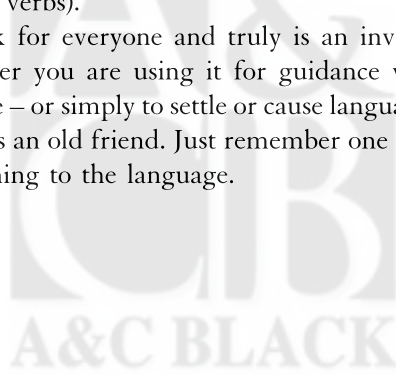 verbs).
for everyone and truly is an inv
er you are using it for guidance
– or simply to settle or cause langua
s an old friend. Just remember one
ing to the language.
A&C
B
A&C BLACK